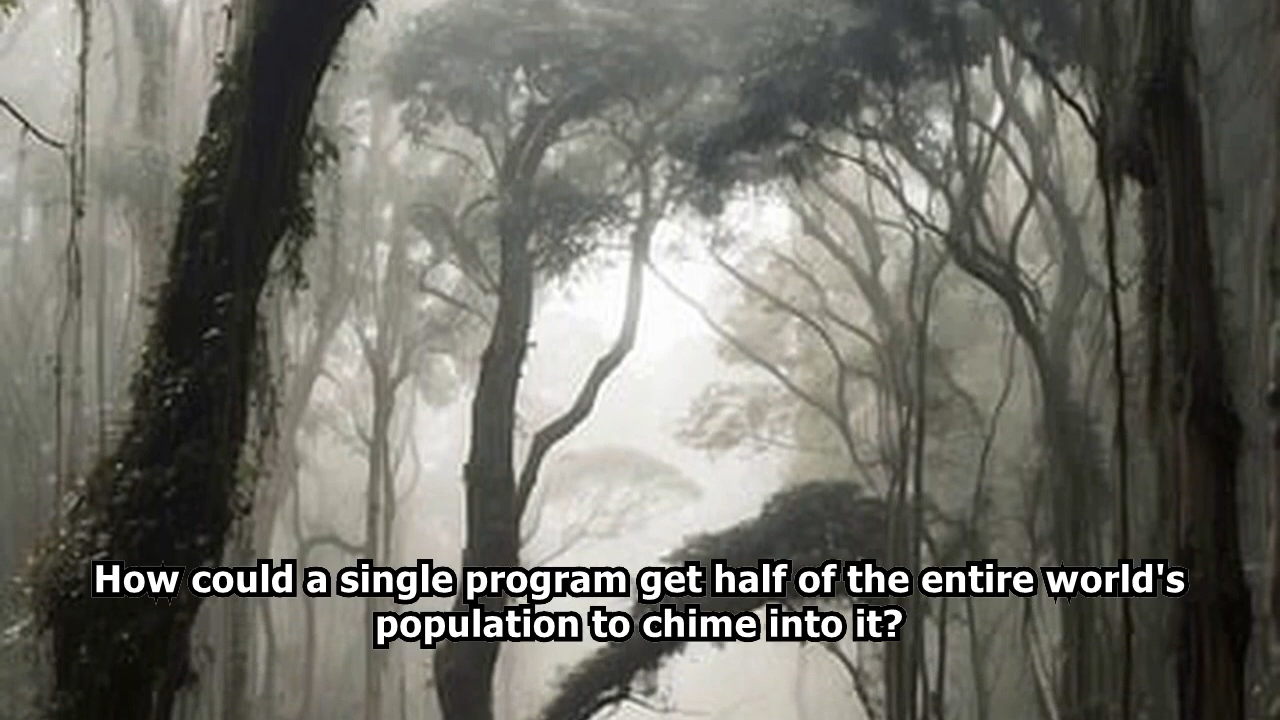 How could a single program get half of the entire world's
population to chime into it?